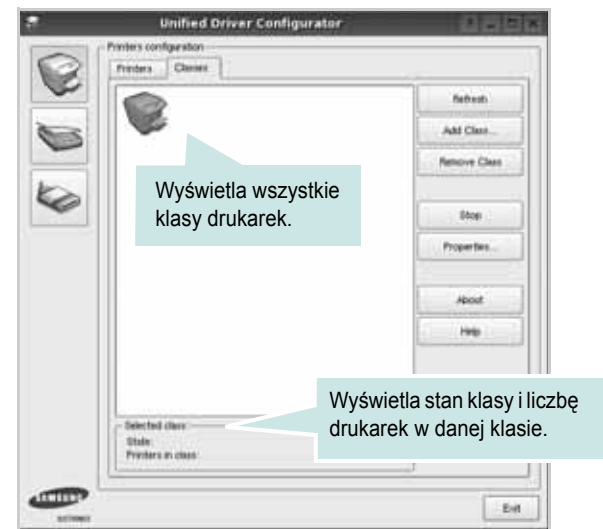 Unified Driver Configurator
Printers configuration
Printers Classes
Refresh
Add Class...
Remove Class
Wyświetla wszystkie
klasy drukarek.
Stop
Properties...
About
Help
Wyświetla stan klasy i liczbę
drukarek w danej klasie.
Selected class:
State:
Printers in class:
SAMSUNG
ELECTRONICS
Exit